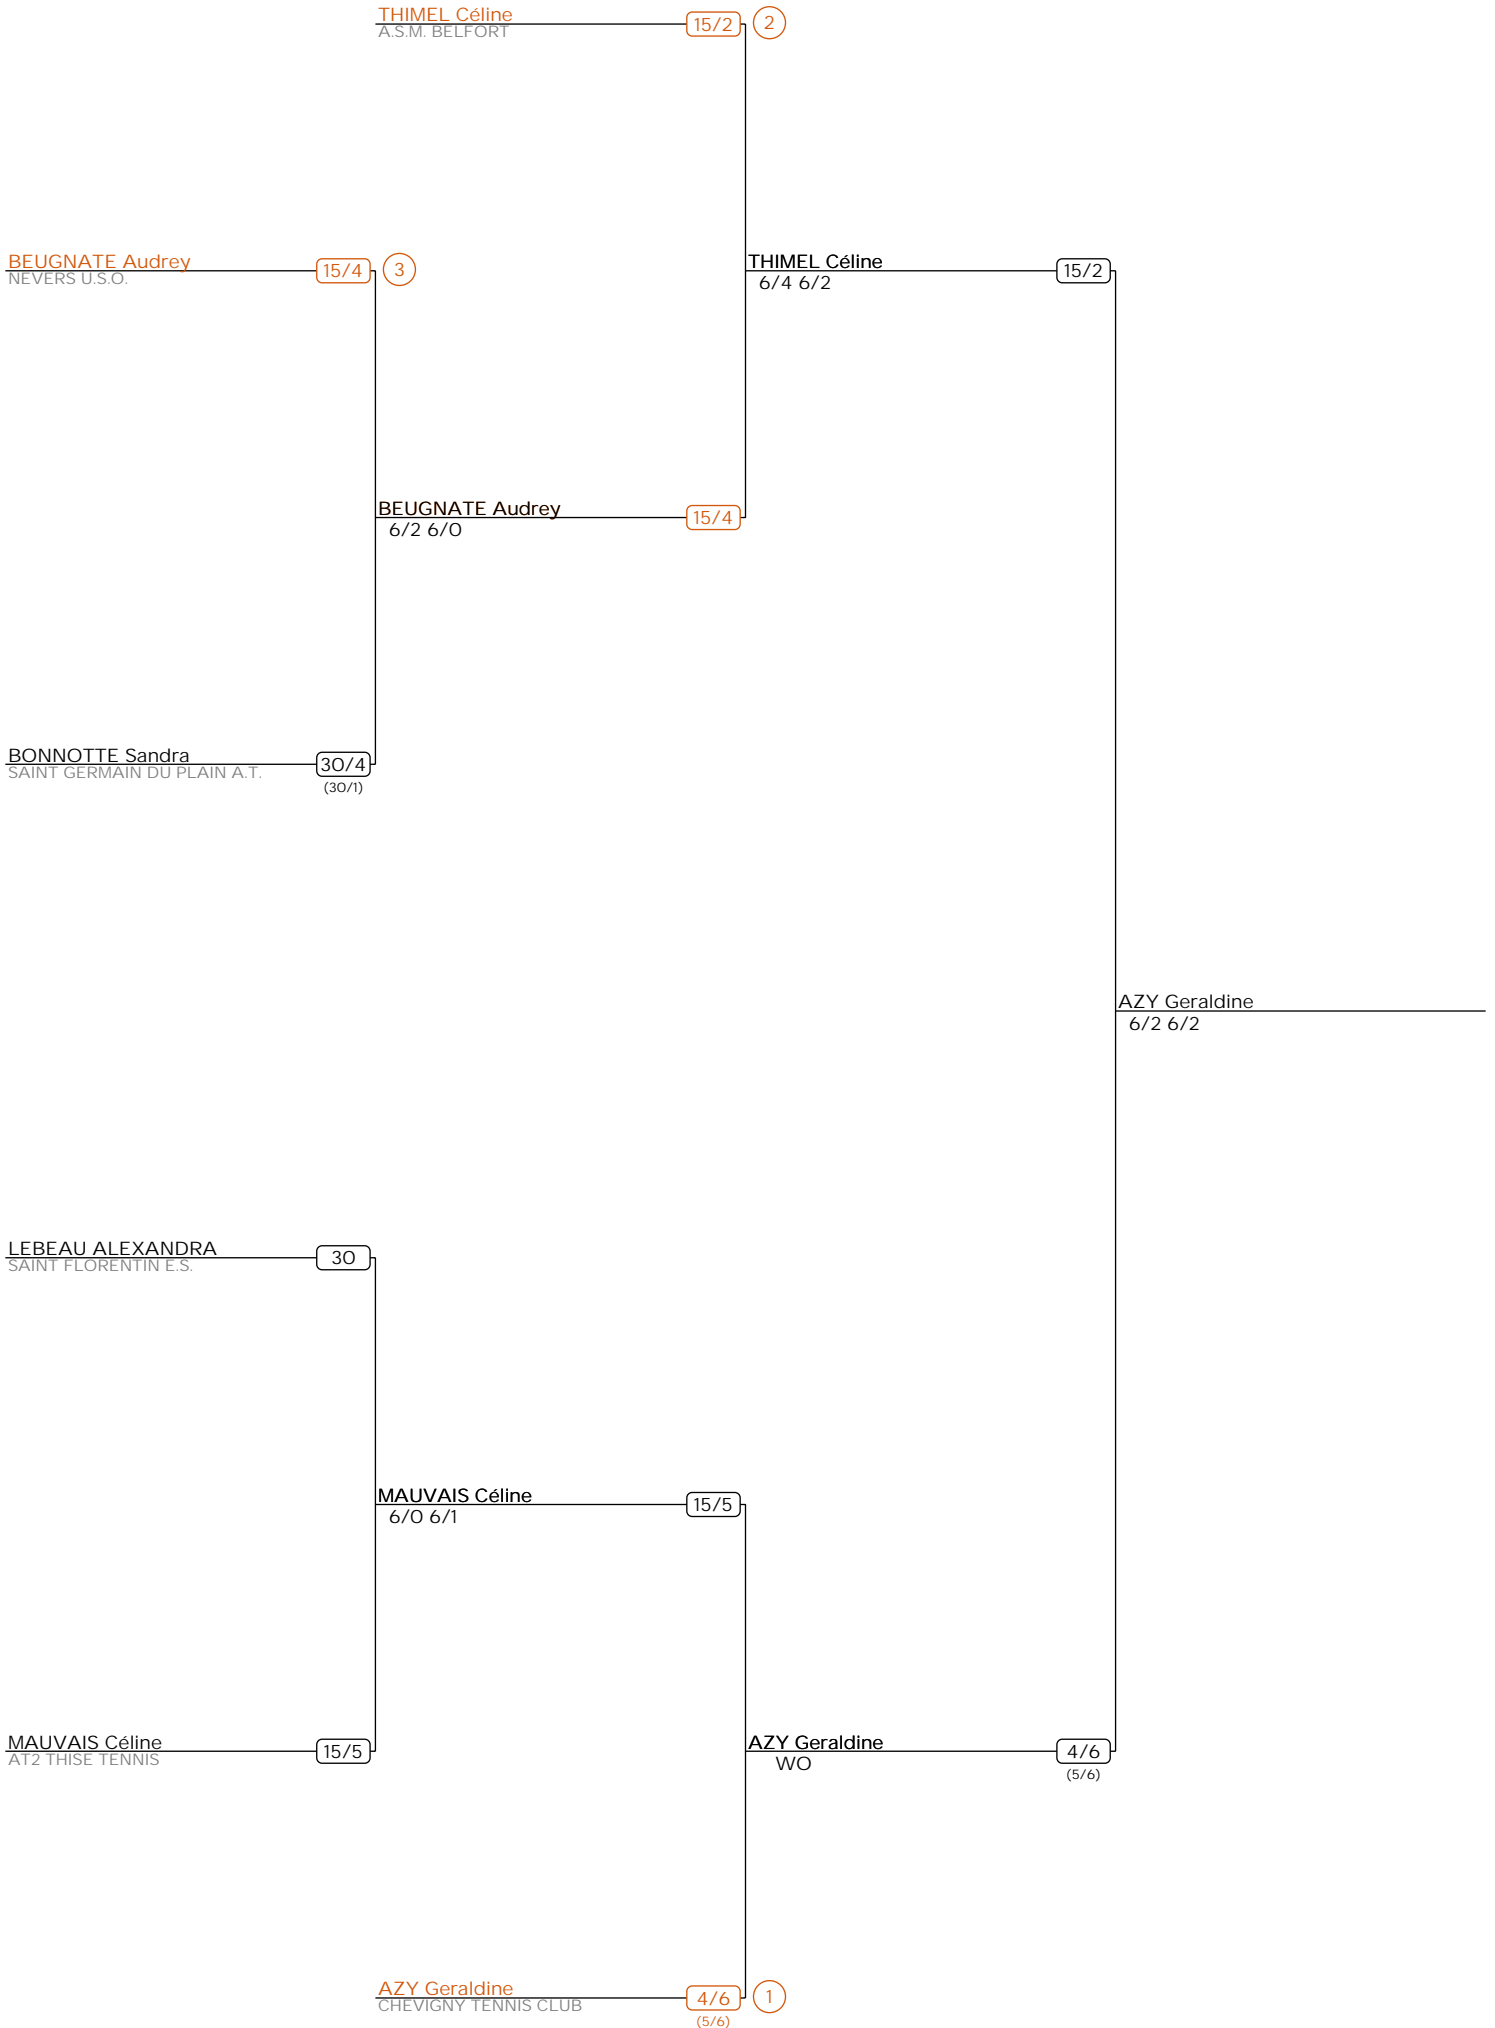 THIMEL Céline
A.S.M. BELFORT
15/2
2
BEUGNATE Audrey
NEVERS U.S.O.
15/4
3
THIMEL Céline
6/4 6/2
15/2
BEUGNATE Audrey
6/2 6/0
15/4
BONNOTTE Sandra
SAINT GERMAIN DU PLAIN A.T.
30/4
(30/1)
AZY Geraldine
6/2 6/2
LEBEAU ALEXANDRA
SAINT FLORENTIN E.S.
30
MAUVAIS Céline
6/0 6/1
15/5
MAUVAIS Céline
AT2 THISE TENNIS
15/5
AZY Geraldine
WO
4/6
(5/6)
AZY Geraldine
CHEVIGNY TENNIS CLUB
4/6
(5/6)
1